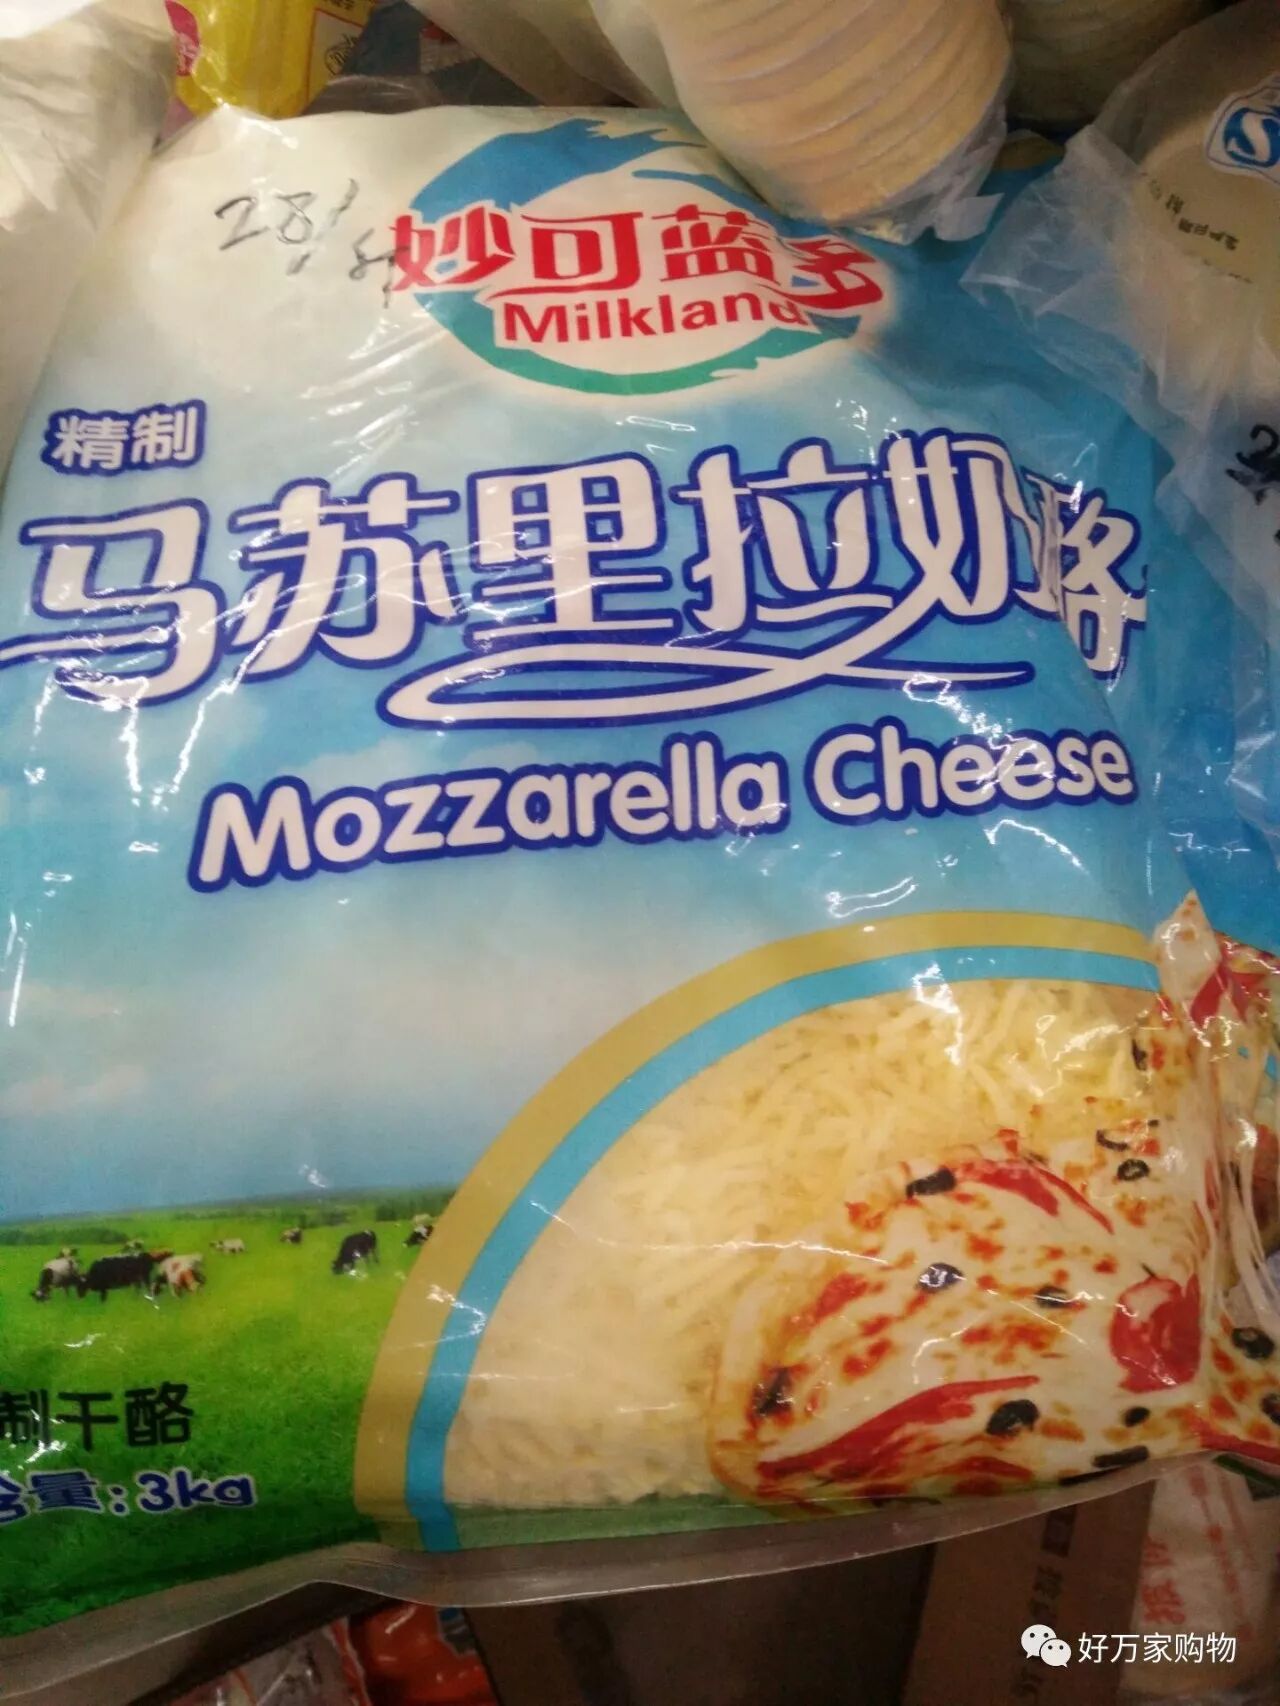 28/
妙可蓝多
Milkland
精制
马苏里拉奶酪
Mozzarella Cheese
制干酪
含量:3kg
好万家购物